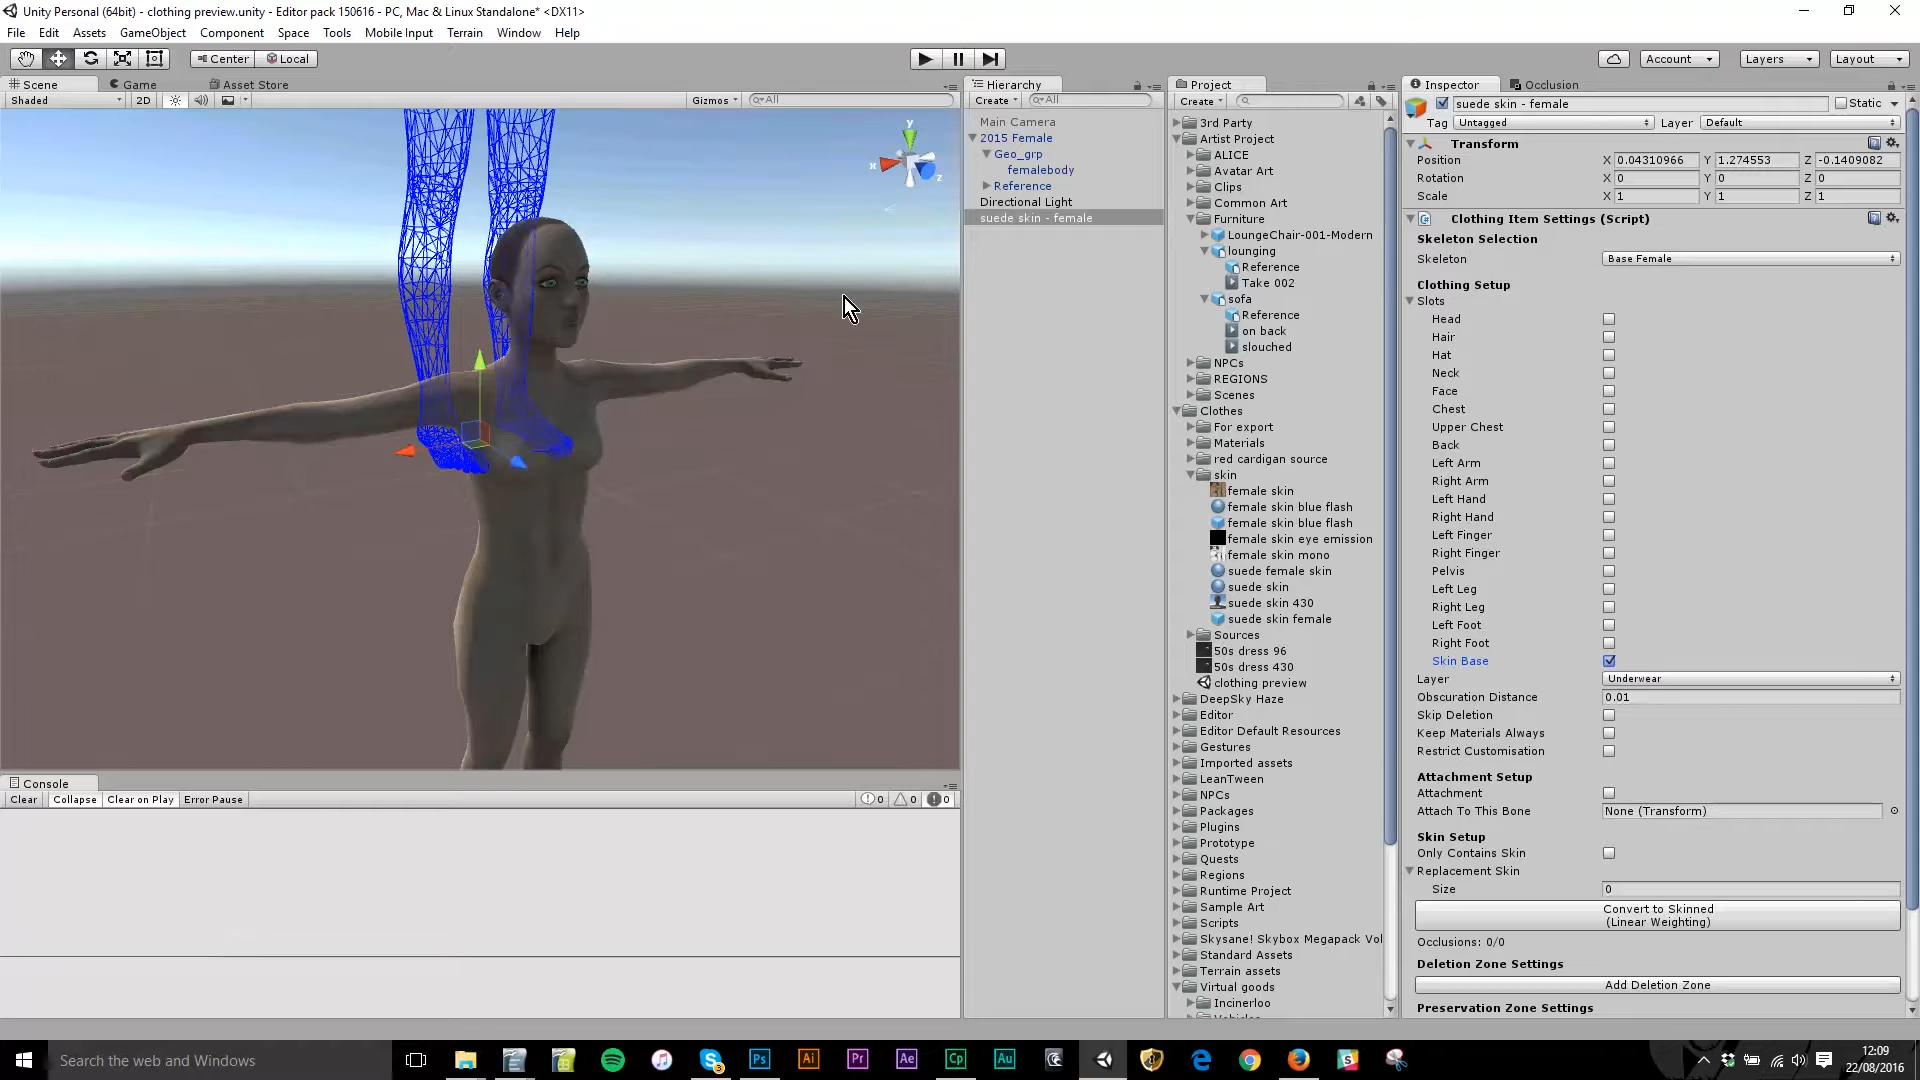 Unity Personal (64bit) - clothing preview.unity - Editor pack 150616 - PC, Mac & Linux Standalone* <DX11>
File Edit Assets GameObject Component Space Tools Mobile Input Terrain Window Help
Center Local Account Layers Layout
Scene Game Asset Store
Shaded 2D Gizmos All
y
x
z
Console
Clear Collapse Clear on Play Error Pause 0 0 0
Hierarchy
Create All
Main Camera
2015 Female
Geo_grp
femalebody
Reference
Directional Light
suede skin - female
Project
Create
3rd Party
Artist Project
ALICE
Avatar Art
Clips
Common Art
Furniture
LoungeChair-001-Modern
lounging
Reference
Take 002
sofa
Reference
on back
slouched
NPCs
REGIONS
Scenes
Clothes
For export
Materials
red cardigan source
skin
female skin
female skin blue flash
female skin blue flash
female skin eye emission
female skin mono
suede female skin
suede skin
suede skin 430
suede skin female
Sources
50s dress 96
50s dress 430
clothing preview
DeepSky Haze
Editor
Editor Default Resources
Gestures
Imported assets
LeanTween
NPCs
Packages
Plugins
Prototype
Quests
Regions
Runtime Project
Sample Art
Scripts
Skysane! Skybox Megapack Vol
Standard Assets
Terrain assets
Virtual goods
Incinerloo
Inspector Occlusion
suede skin - female Static
Tag Untagged Layer Default
Transform
Position X 0.04310966 Y 1.274553 Z -0.1409082
Rotation X 0 Y 0 Z 0
Scale X 1 Y 1 Z 1
Clothing Item Settings (Script)
Skeleton Selection
Skeleton Base Female
Clothing Setup
Slots
Head
Hair
Hat
Neck
Face
Chest
Upper Chest
Back
Left Arm
Right Arm
Left Hand
Right Hand
Left Finger
Right Finger
Pelvis
Left Leg
Right Leg
Left Foot
Right Foot
Skin Base
Layer Underwear
Obscuration Distance 0.01
Skip Deletion
Keep Materials Always
Restrict Customisation
Attachment Setup
Attachment
Attach To This Bone None (Transform)
Skin Setup
Only Contains Skin
Replacement Skin
Size 0
Convert to Skinned
(Linear Weighting)
Occlusions: 0/0
Deletion Zone Settings
Add Deletion Zone
Preservation Zone Settings
Search the web and Windows
3 Ps Ai Pr Ae Cp Au
12:09
22/08/2016